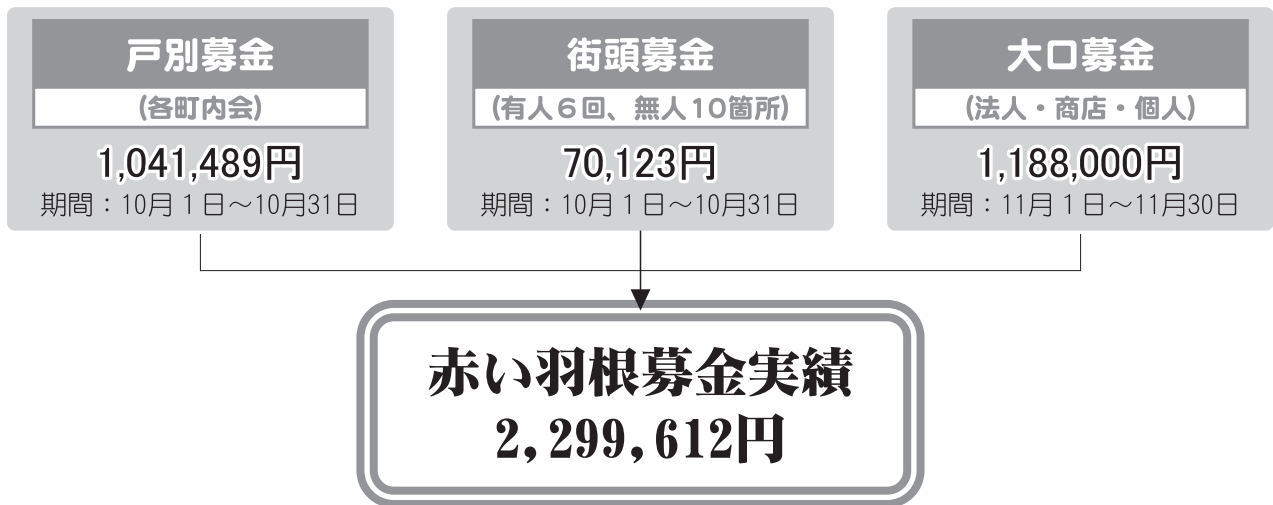 戸別募金
(各町内会)
1,041,489円
期間：10月１日～10月31日
街頭募金
(有人６回、無人10箇所)
70,123円
期間：10月１日～10月31日
大口募金
(法人・商店・個人)
1,188,000円
期間：11月１日～11月30日
赤い羽根募金実績
2,299,612円